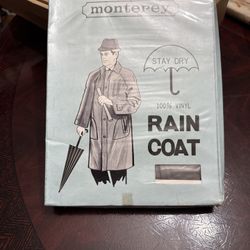 monterey
STAY DRY
100% VINYL
RAIN
COAT